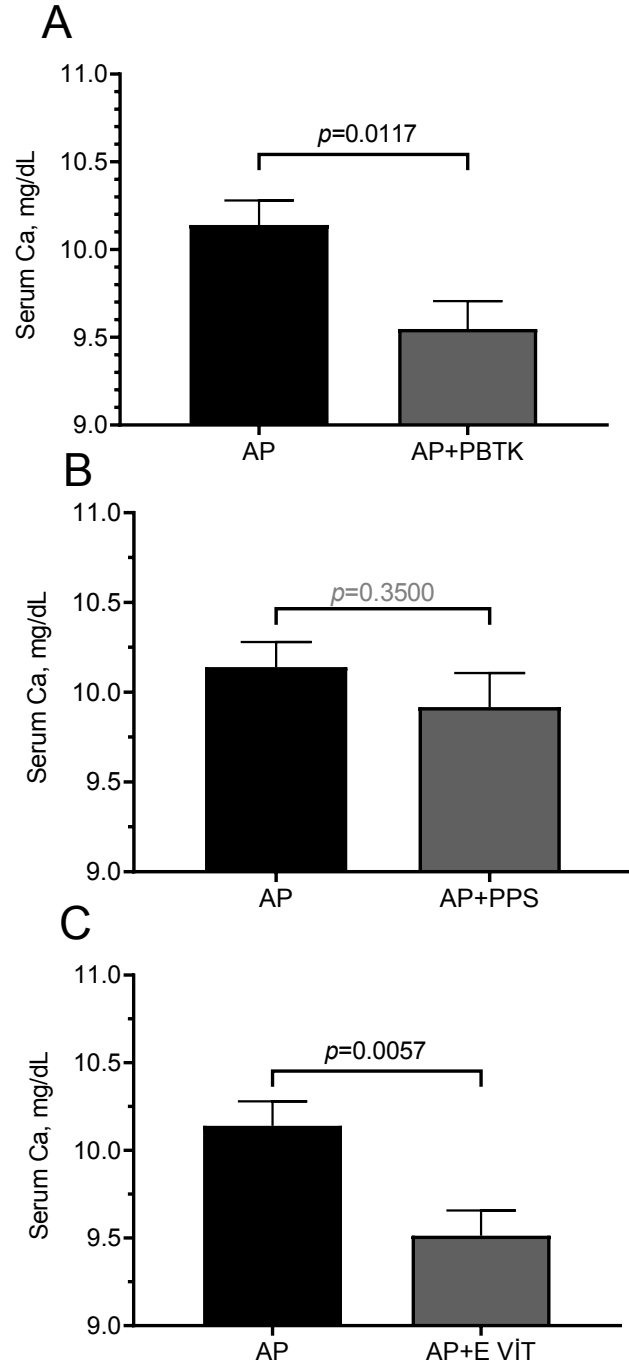 A
Serum Ca, mg/dL
11.0
10.5
10.0
9.5
9.0
p=0.0117
AP
AP+PBTK
B
Serum Ca, mg/dL
11.0
10.5
10.0
9.5
9.0
p=0.3500
AP
AP+PPS
C
Serum Ca, mg/dL
11.0
10.5
10.0
9.5
9.0
p=0.0057
AP
AP+E VİT